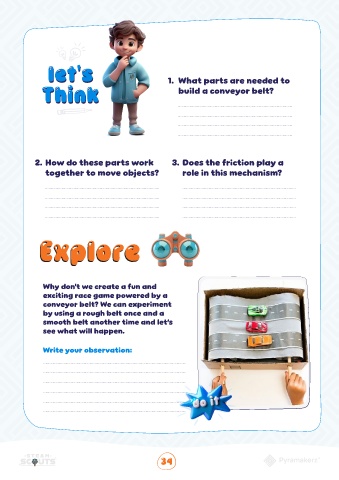 let's
Think
1. What parts are needed to
build a conveyor belt?
2. How do these parts work
together to move objects?
3. Does the friction play a
role in this mechanism?
Explore
Why don't we create a fun and
exciting race game powered by a
conveyor belt? We can experiment
by using a rough belt once and a
smooth belt another time and let's
see what will happen.
Write your observation:
do it
SCOUTS
34
Pyramakerz